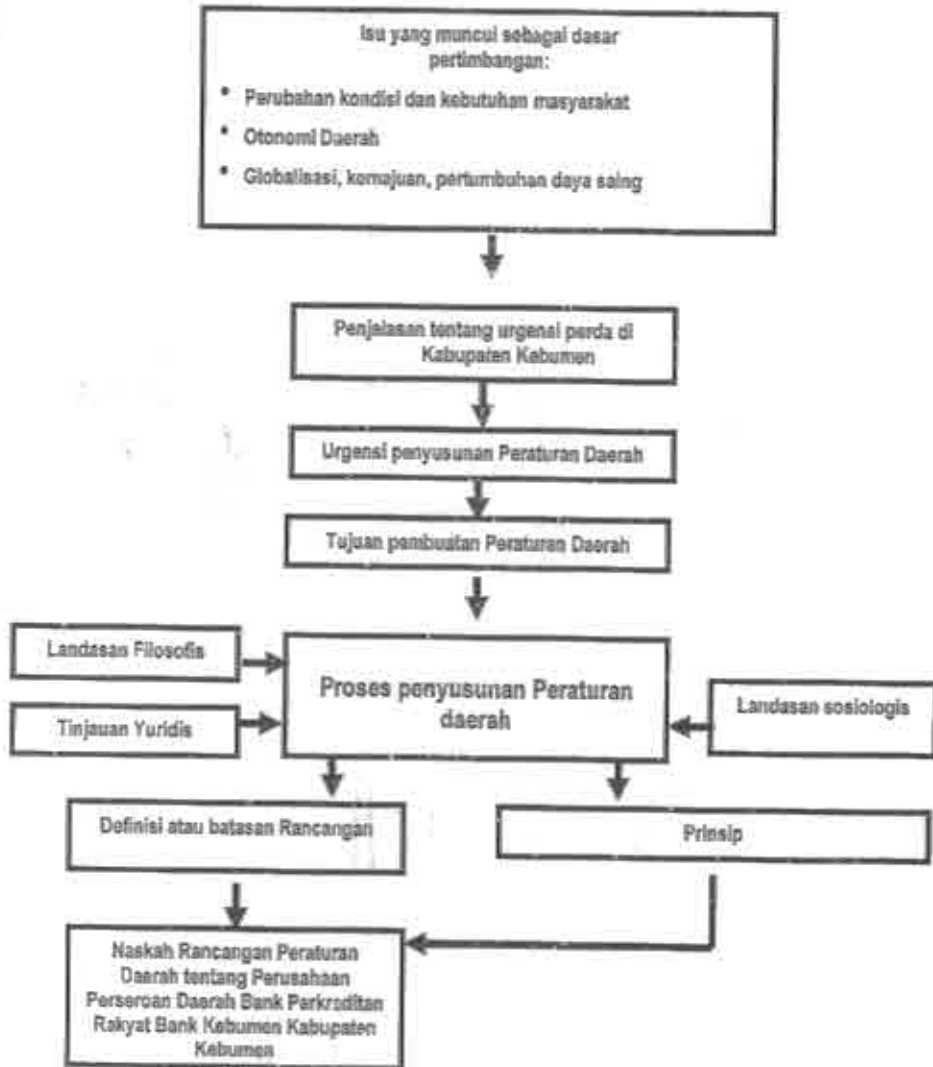 Isu yang muncul sebagai dasar
pertimbangan:
• Perubahan kondisi dan kebutuhan masyarakat
• Otonomi Daerah
• Globalisasi, kemajuan, pertumbuhan daya saing
Penjelasan tentang urgensi perda di
Kabupaten Kebumen
Urgensi penyusunan Peraturan Daerah
Tujuan pembuatan Peraturan Daerah
Landasan Filosofis
Tinjauan Yuridis
Proses penyusunan Peraturan
daerah
Landasan sosiologis
Definisi atau batasan Rancangan
Prinsip
Naskah Rancangan Peraturan
Daerah tentang Perusahaan
Perseroan Daerah Bank Perkreditan
Rakyat Bank Kebumen Kabupaten
Kebumen